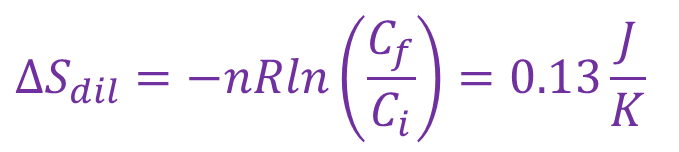 ΔS_dil = −nRln(C_f/C_i) = 0.13 J/K